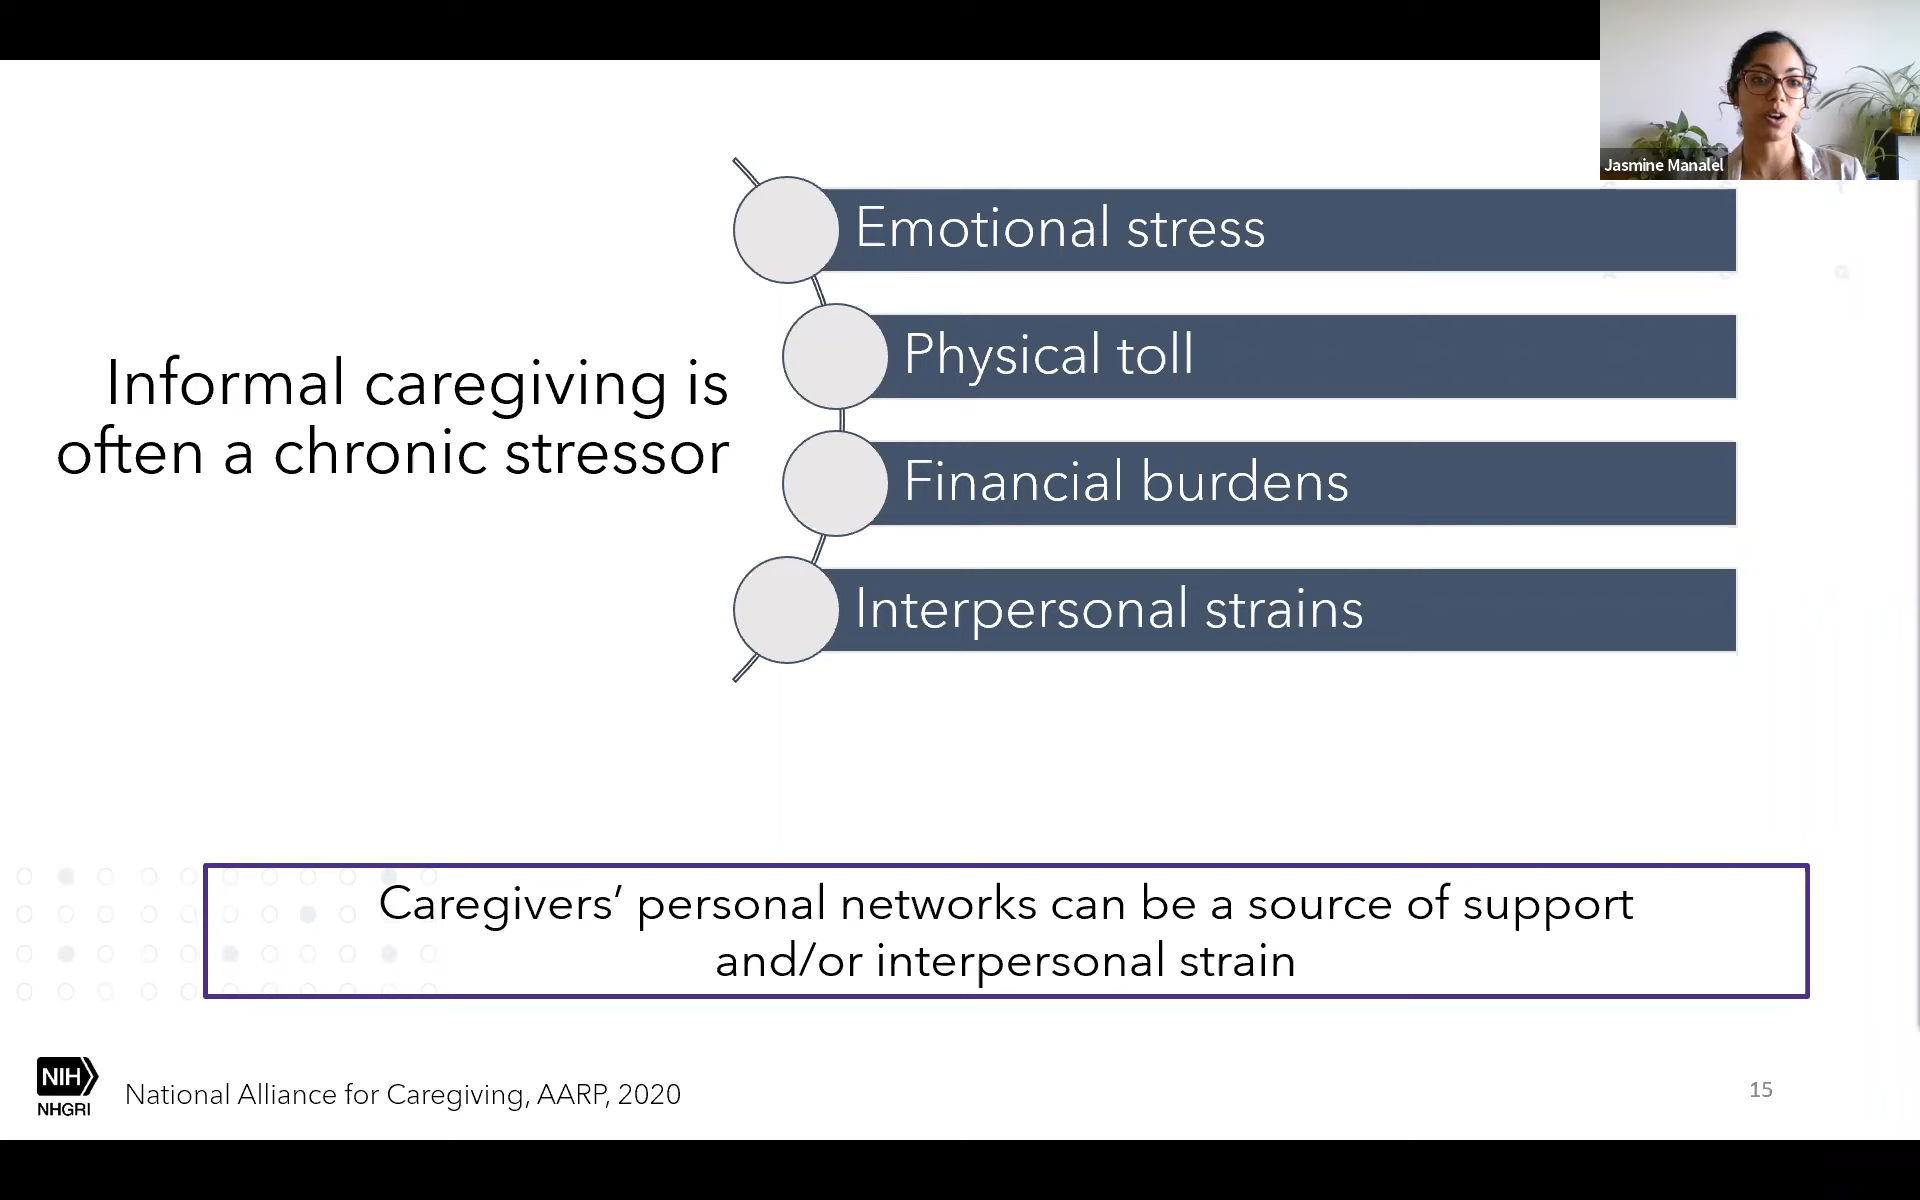 Jasmine Manalel
Informal caregiving is
often a chronic stressor
Emotional stress
Physical toll
Financial burdens
Interpersonal strains
Caregivers’ personal networks can be a source of support
and/or interpersonal strain
NIH
NHGRI
National Alliance for Caregiving, AARP, 2020
15